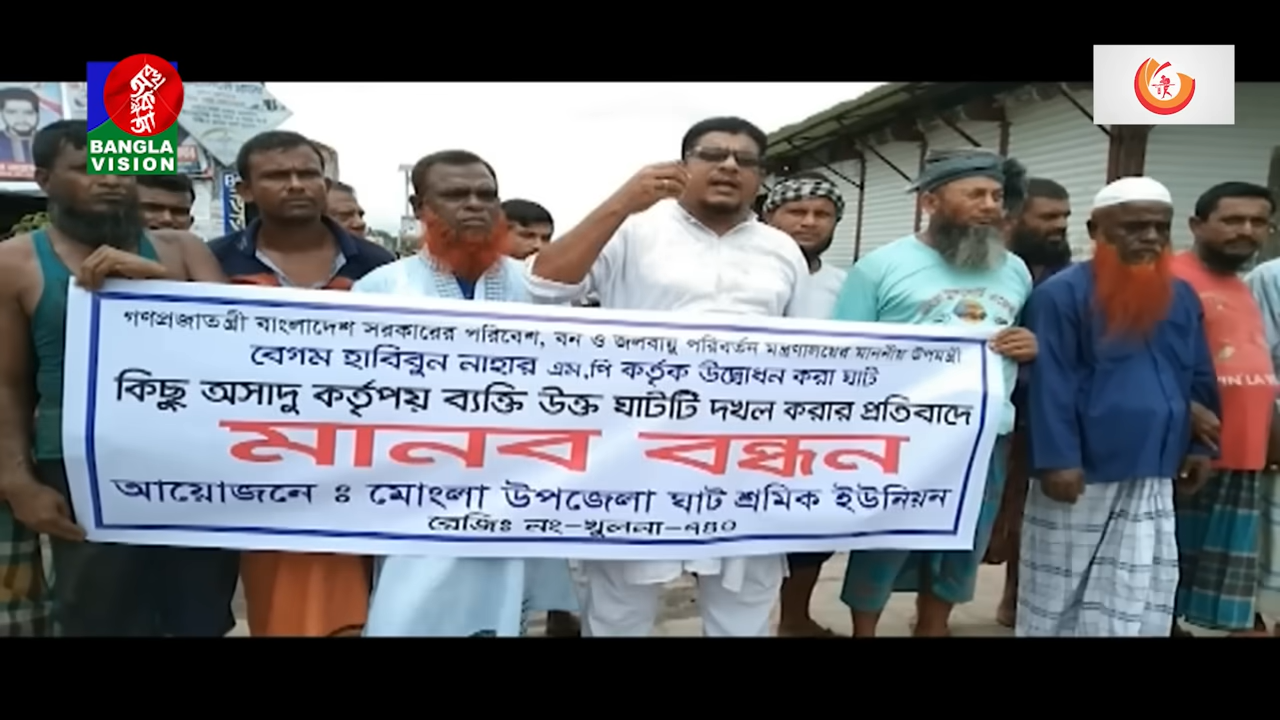 BANGLA
VISION
গণপ্রজাতন্ত্রী বাংলাদেশ সরকারের পরিবেশ, বন ও জলবায়ু পরিবর্তন মন্ত্রণালয়ের মাননীয় উপমন্ত্রী
বেগম হাবিবুন নাহার এম,পি কর্তৃক উদ্বোধন করা ঘাট
কিছু অসাদু কর্তৃপয় ব্যক্তি উক্ত ঘাটটি দখল করার প্রতিবাদে
মানব বন্ধন
আয়োজনে ঃ মোংলা উপজেলা ঘাট শ্রমিক ইউনিয়ন
রেজিঃ নং-খুলনা-৭৪০